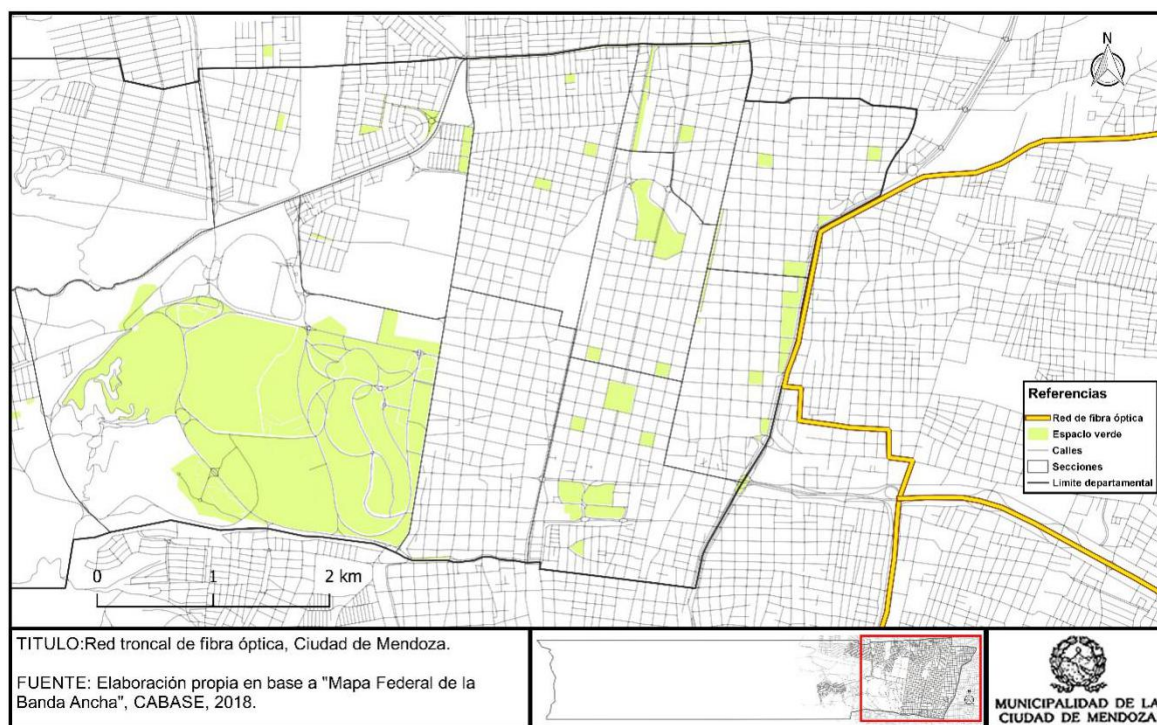 N
Referencias
Red de fibra óptica
Espacio verde
Calles
Secciones
Límite departamental
0 1 2 km
TITULO:Red troncal de fibra óptica, Ciudad de Mendoza.
FUENTE: Elaboración propia en base a "Mapa Federal de la
Banda Ancha", CABASE, 2018.
MUNICIPALIDAD DE LA
CIUDAD DE MENDOZA